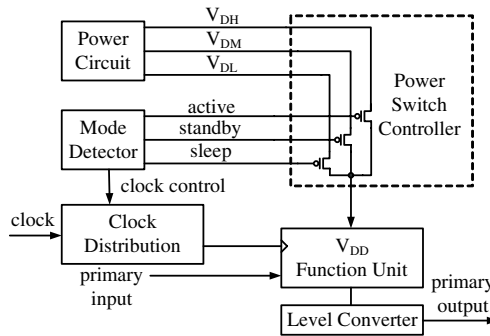 Power
Circuit
V_DH
V_DM
V_DL
Power
Switch
Controller
Mode
Detector
active
standby
sleep
clock control
clock
Clock
Distribution
primary
input
V_DD
Function Unit
Level Converter
primary
output